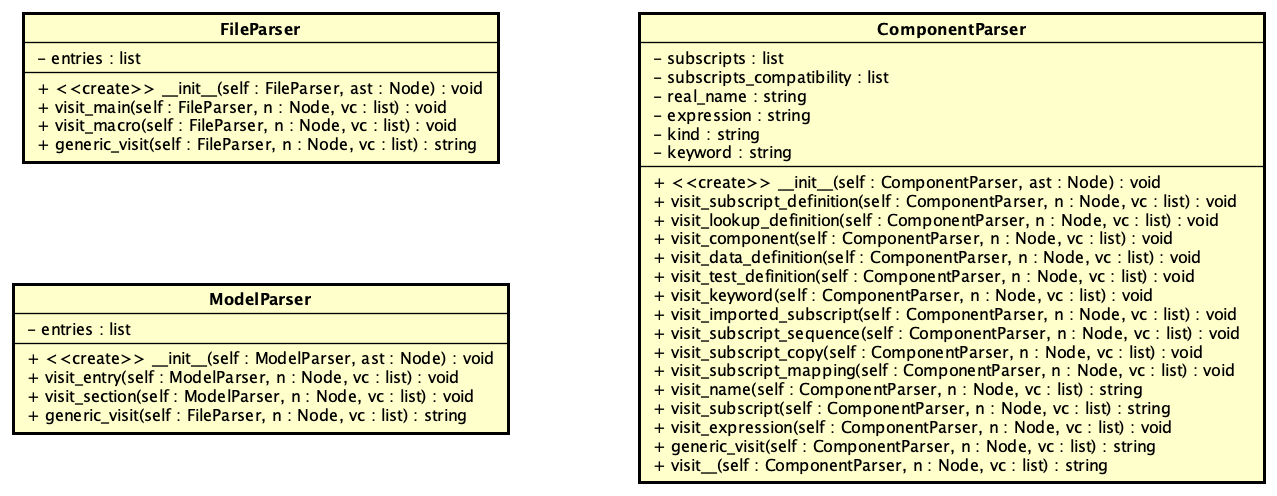 FileParser
– entries : list
+ <<create>> __init__(self : FileParser, ast : Node) : void
+ visit_main(self : FileParser, n : Node, vc : list) : void
+ visit_macro(self : FileParser, n : Node, vc : list) : void
+ generic_visit(self : FileParser, n : Node, vc : list) : string
ModelParser
– entries : list
+ <<create>> __init__(self : ModelParser, ast : Node) : void
+ visit_entry(self : ModelParser, n : Node, vc : list) : void
+ visit_section(self : ModelParser, n : Node, vc : list) : void
+ generic_visit(self : FileParser, n : Node, vc : list) : string
ComponentParser
– subscripts : list
– subscripts_compatibility : list
– real_name : string
– expression : string
– kind : string
– keyword : string
+ <<create>> __init__(self : ComponentParser, ast : Node) : void
+ visit_subscript_definition(self : ComponentParser, n : Node, vc : list) : void
+ visit_lookup_definition(self : ComponentParser, n : Node, vc : list) : void
+ visit_component(self : ComponentParser, n : Node, vc : list) : void
+ visit_data_definition(self : ComponentParser, n : Node, vc : list) : void
+ visit_test_definition(self : ComponentParser, n : Node, vc : list) : void
+ visit_keyword(self : ComponentParser, n : Node, vc : list) : void
+ visit_imported_subscript(self : ComponentParser, n : Node, vc : list) : void
+ visit_subscript_sequence(self : ComponentParser, n : Node, vc : list) : void
+ visit_subscript_copy(self : ComponentParser, n : Node, vc : list) : void
+ visit_subscript_mapping(self : ComponentParser, n : Node, vc : list) : void
+ visit_name(self : ComponentParser, n : Node, vc : list) : string
+ visit_subscript(self : ComponentParser, n : Node, vc : list) : string
+ visit_expression(self : ComponentParser, n : Node, vc : list) : void
+ generic_visit(self : ComponentParser, n : Node, vc : list) : string
+ visit__(self : ComponentParser, n : Node, vc : list) : string